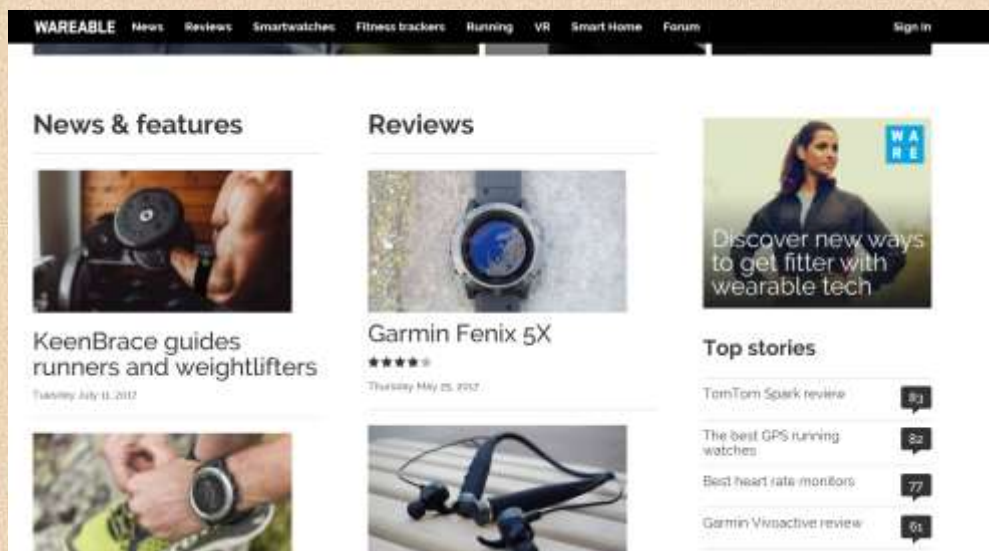 WAREABLE News Reviews Smartwatches Fitness trackers Running VR Smart Home Forum Sign in
News & features
KeenBrace guides
runners and weightlifters
Tuesday July 11, 2017
Reviews
Garmin Fenix 5X
Thursday May 25, 2017
WA
RE
Discover new ways
to get fitter with
wearable tech
Top stories
TomTom Spark review 83
The best GPS running 82
watches
Best heart rate monitors 77
Garmin Vivoactive review 61